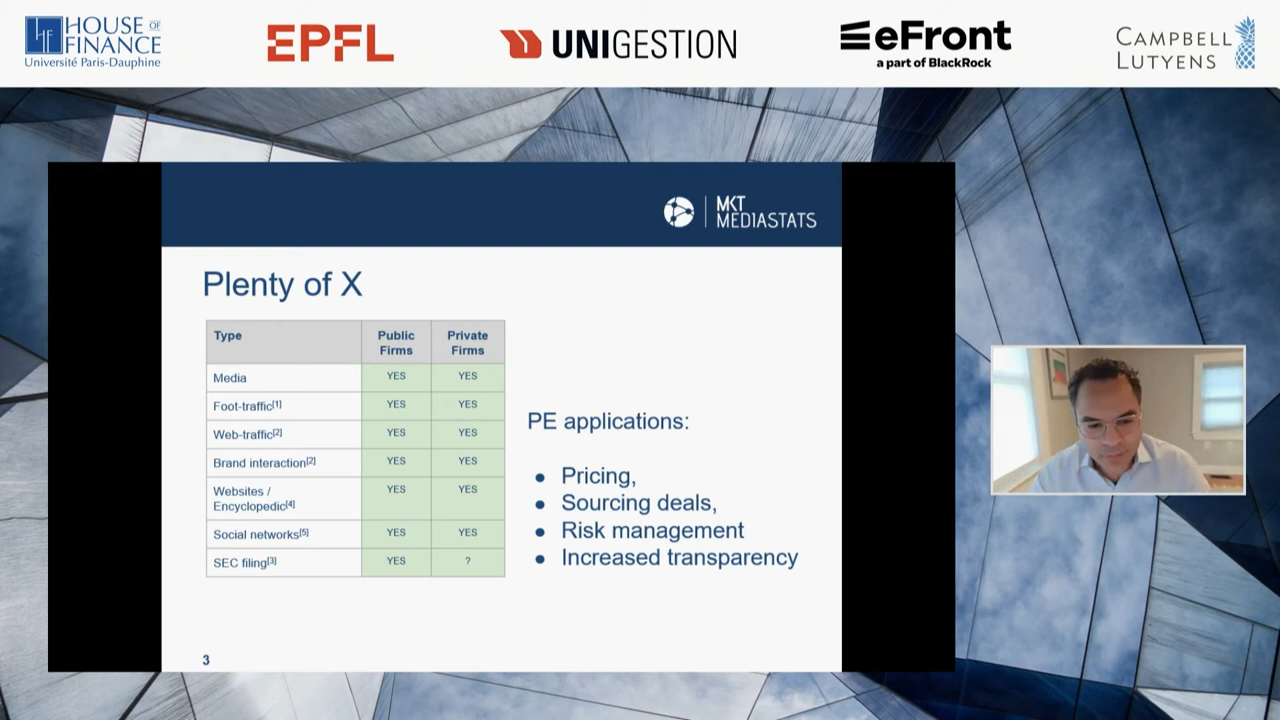 HOUSE OF
FINANCE
Université Paris-Dauphine
EPFL
UNIGESTION
eFront
a part of BlackRock
CAMPBELL
LUTYENS
MKT
MEDIASTATS
Plenty of X
Type Public Firms Private Firms
Media YES YES
Foot-traffic[1] YES YES
Web-traffic[2] YES YES
Brand interaction[2] YES YES
Websites / Encyclopedic[4] YES YES
Social networks[5] YES YES
SEC filing[3] YES ?
PE applications:
● Pricing,
● Sourcing deals,
● Risk management
● Increased transparency
3